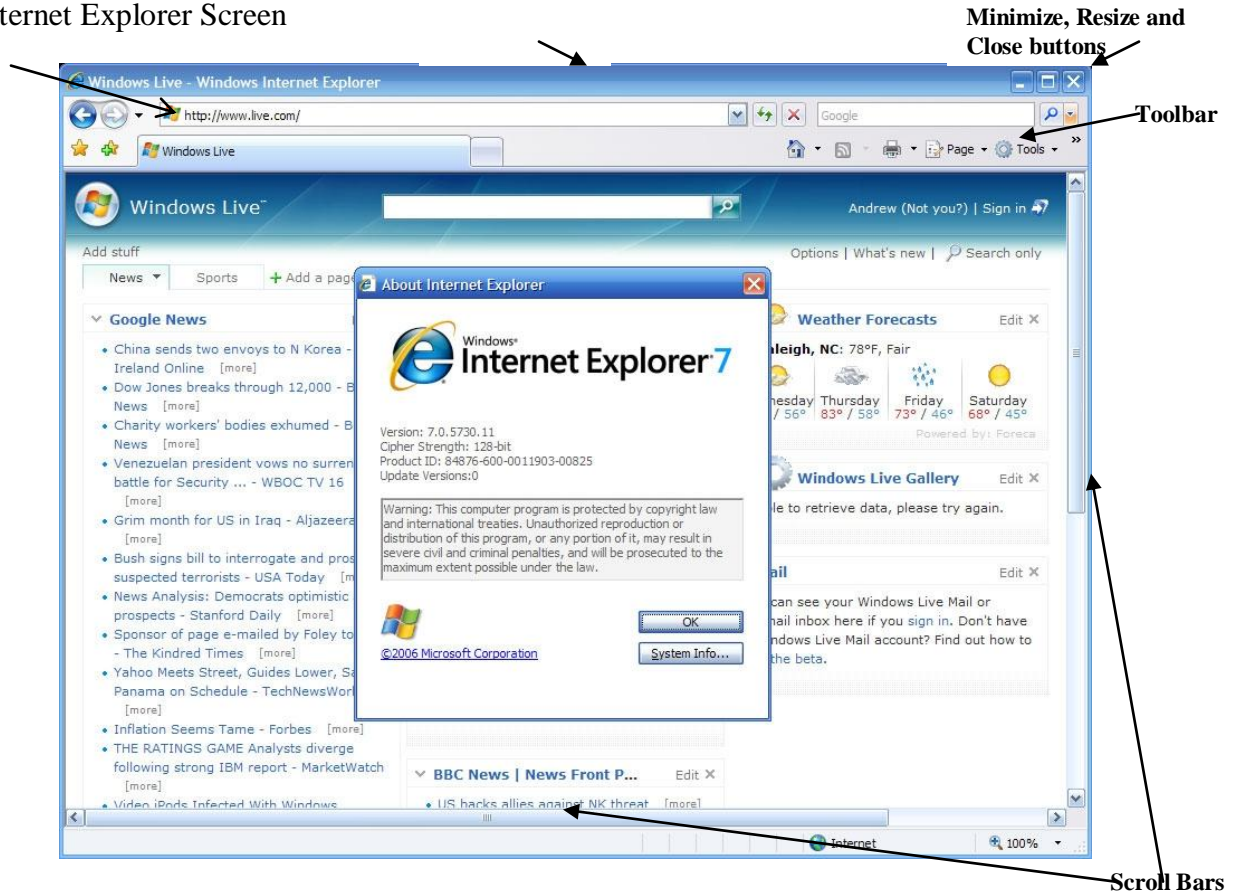 ternet Explorer Screen
Minimize, Resize and
Close buttons
Windows Live - Windows Internet Explorer
http://www.live.com/
Google
Toolbar
Windows Live
Page
Tools
»
Windows Live™
Andrew (Not you?) | Sign in
Add stuff
Options | What's new | Search only
News
Sports
+ Add a page
About Internet Explorer
Google News
• China sends two envoys to N Korea -
Ireland Online [more]
• Dow Jones breaks through 12,000 - B
News [more]
• Charity workers' bodies exhumed - B
News [more]
• Venezuelan president vows no surren
battle for Security ... - WBOC TV 16
[more]
• Grim month for US in Iraq - Aljazeera
[more]
• Bush signs bill to interrogate and pros
suspected terrorists - USA Today [m
• News Analysis: Democrats optimistic
prospects - Stanford Daily [more]
• Sponsor of page e-mailed by Foley to
- The Kindred Times [more]
• Yahoo Meets Street, Guides Lower, Sa
Panama on Schedule - TechNewsWorl
[more]
• Inflation Seems Tame - Forbes [more]
• THE RATINGS GAME Analysts diverge
following strong IBM report - MarketWatch
[more]
• Video iPods Infected With Windows
Windows®
Internet Explorer 7
Version: 7.0.5730.11
Cipher Strength: 128-bit
Product ID: 84876-600-0011903-00825
Update Versions:0
Warning: This computer program is protected by copyright law
and international treaties. Unauthorized reproduction or
distribution of this program, or any portion of it, may result in
severe civil and criminal penalties, and will be prosecuted to the
maximum extent possible under the law.
OK
©2006 Microsoft Corporation
System Info...
BBC News | News Front P... Edit
• US backs allies against NK threat [more]
Weather Forecasts Edit
leigh, NC: 78°F, Fair
nesday Thursday Friday Saturday
/ 56° 83° / 58° 73° / 46° 68° / 45°
Powered by: Foreca
Windows Live Gallery Edit
le to retrieve data, please try again.
ail Edit
can see your Windows Live Mail or
mail inbox here if you sign in. Don't have
ndows Live Mail account? Find out how to
the beta.
Internet
100%
Scroll Bars